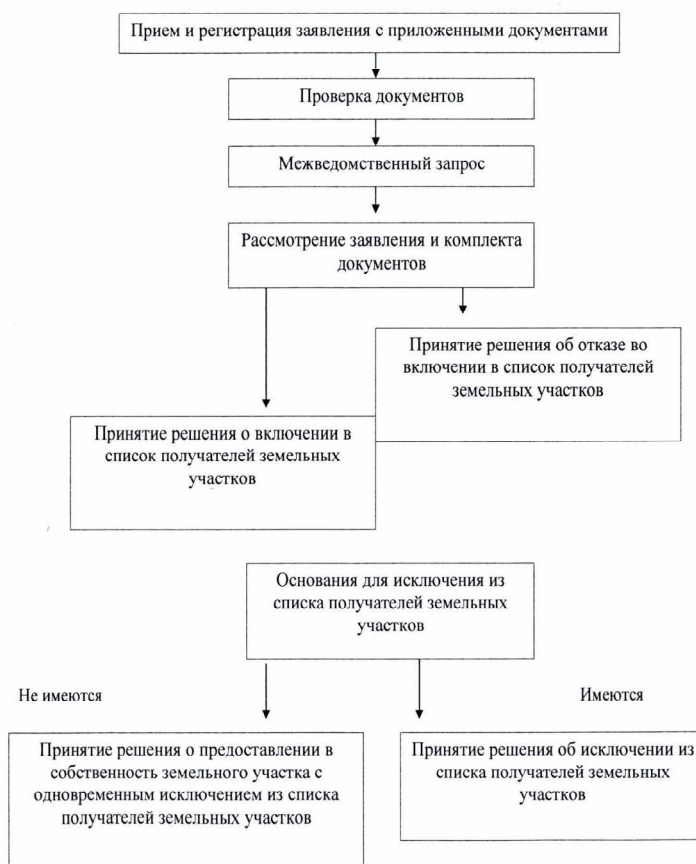 Прием и регистрация заявления с приложенными документами
Проверка документов
Межведомственный запрос
Рассмотрение заявления и комплекта
документов
Принятие решения об отказе во
включении в список получателей
земельных участков
Принятие решения о включении в
список получателей земельных
участков
Основания для исключения из
списка получателей земельных
участков
Не имеются
Имеются
Принятие решения о предоставлении в
собственность земельного участка с
одновременным исключением из списка
получателей земельных участков
Принятие решения об исключении из
списка получателей земельных
участков